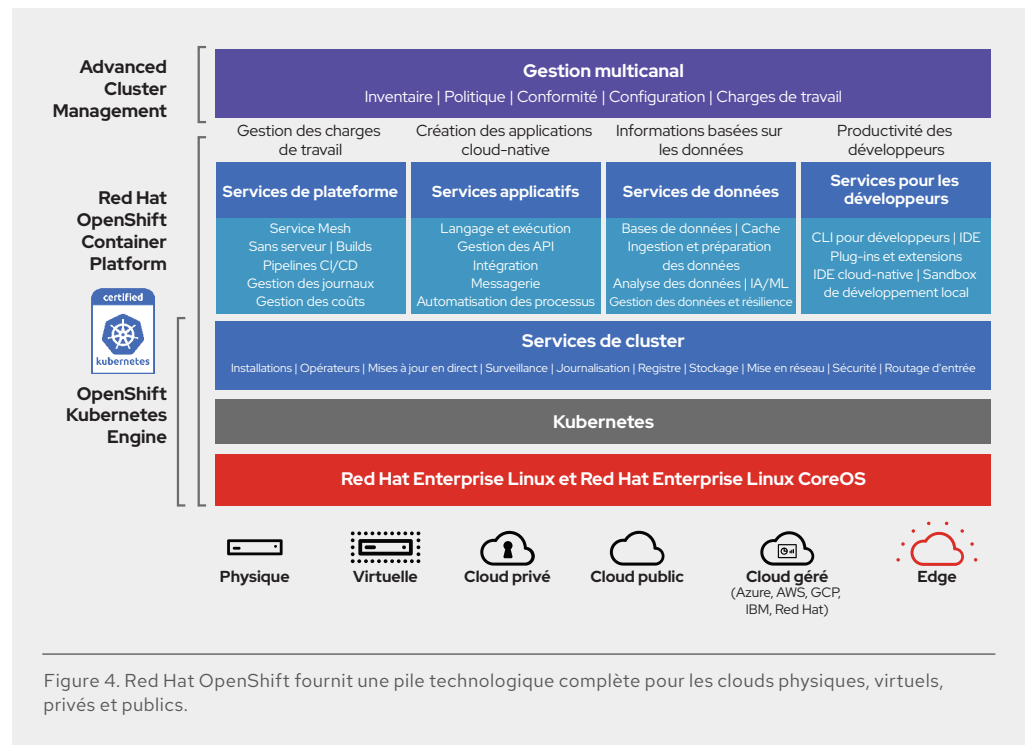 Advanced
Cluster
Management
Gestion multicanal
Inventaire | Politique | Conformité | Configuration | Charges de travail
Gestion des charges
de travail
Création des applications
cloud-native
Informations basées sur
les données
Productivité des
développeurs
Red Hat
OpenShift
Container
Platform
Services de plateforme
Service Mesh
Sans serveur | Builds
Pipelines CI/CD
Gestion des journaux
Gestion des coûts
Services applicatifs
Langage et exécution
Gestion des API
Intégration
Messagerie
Automatisation des processus
Services de données
Bases de données | Cache
Ingestion et préparation
des données
Analyse des données | IA/ML
Gestion des données et résilience
Services pour les
développeurs
CLI pour développeurs | IDE
Plug-ins et extensions
IDE cloud-native | Sandbox
de développement local
certified
kubernetes
OpenShift
Kubernetes
Engine
Services de cluster
Installations | Opérateurs | Mises à jour en direct | Surveillance | Journalisation | Registre | Stockage | Mise en réseau | Sécurité | Routage d'entrée
Kubernetes
Red Hat Enterprise Linux et Red Hat Enterprise Linux CoreOS
Physique
Virtuelle
Cloud privé
Cloud public
Cloud géré
(Azure, AWS, GCP,
IBM, Red Hat)
Edge
Figure 4. Red Hat OpenShift fournit une pile technologique complète pour les clouds physiques, virtuels,
privés et publics.